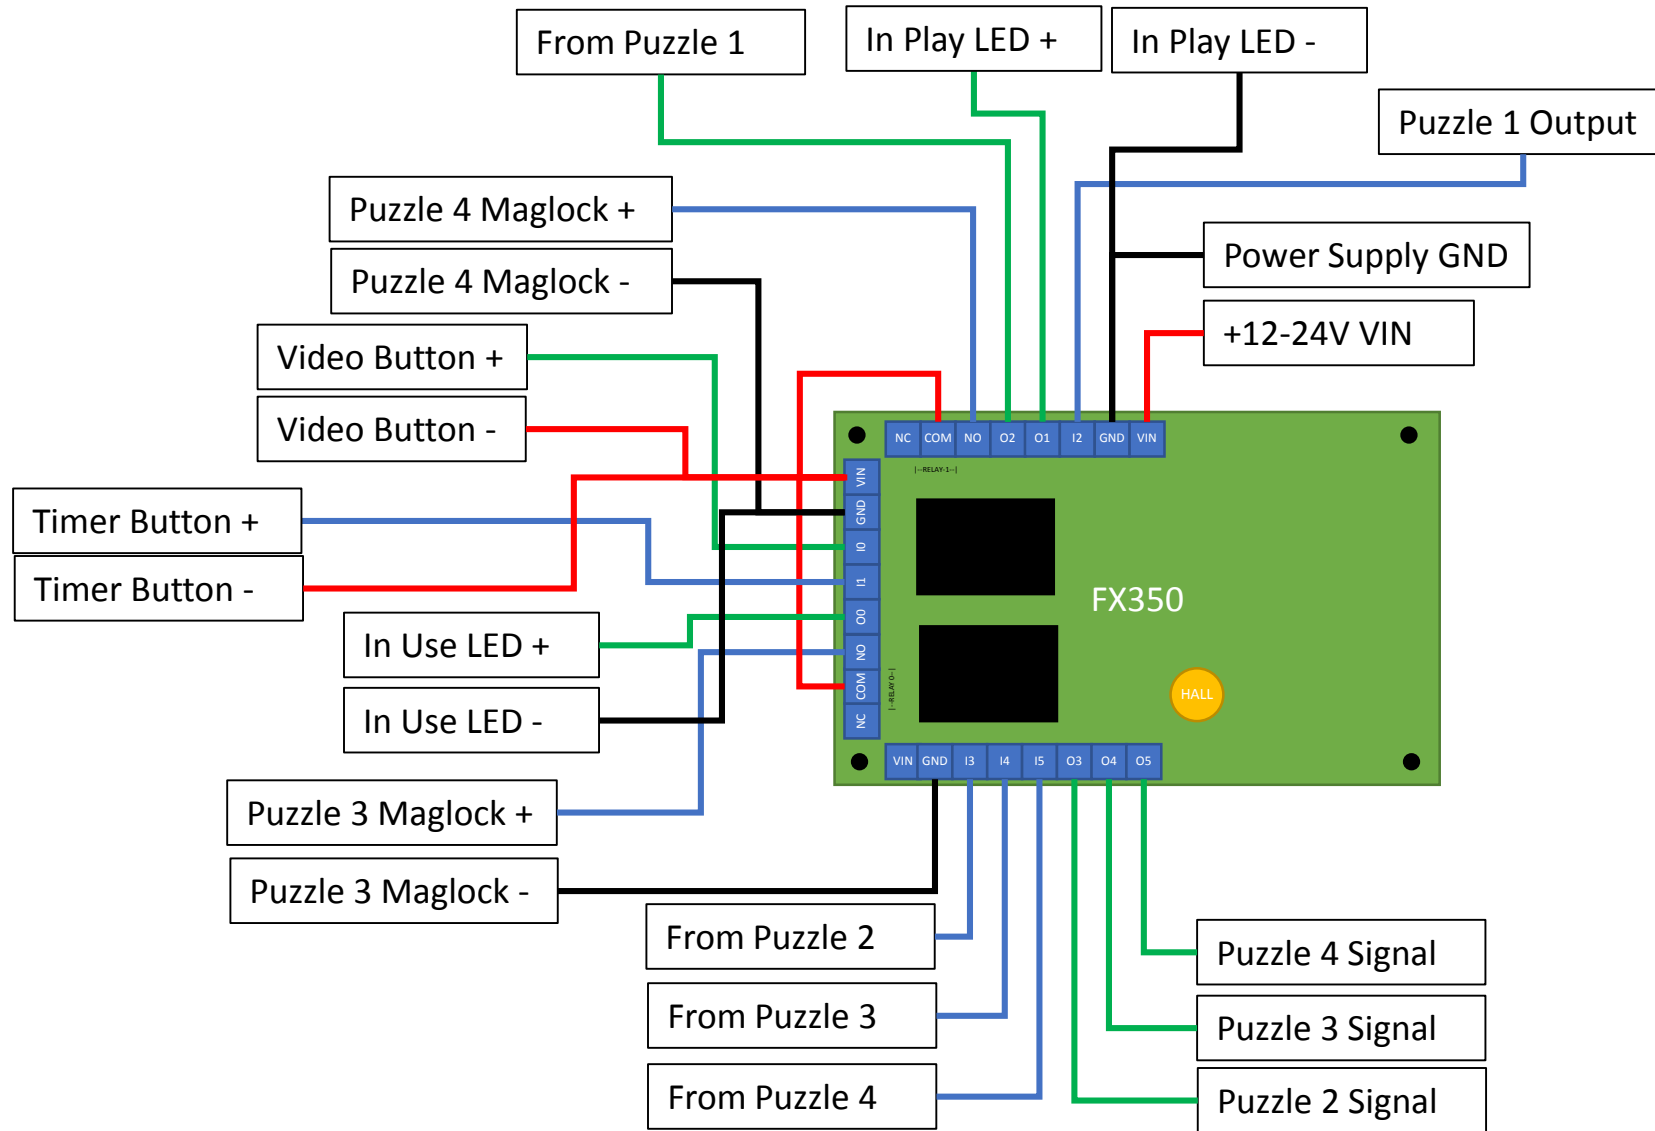 From Puzzle 1
In Play LED +
In Play LED -
Puzzle 1 Output
Puzzle 4 Maglock +
Puzzle 4 Maglock -
Power Supply GND
+12-24V VIN
Video Button +
Video Button -
Timer Button +
Timer Button -
In Use LED +
In Use LED -
Puzzle 3 Maglock +
Puzzle 3 Maglock -
NC COM NO O2 O1 I2 GND VIN
|--RELAY-1--|
VIN
GND
I0
I1
O0
NO
COM
NC
|--RELAY 0--|
FX350
HALL
VIN GND I3 I4 I5 O3 O4 O5
From Puzzle 2
From Puzzle 3
From Puzzle 4
Puzzle 4 Signal
Puzzle 3 Signal
Puzzle 2 Signal